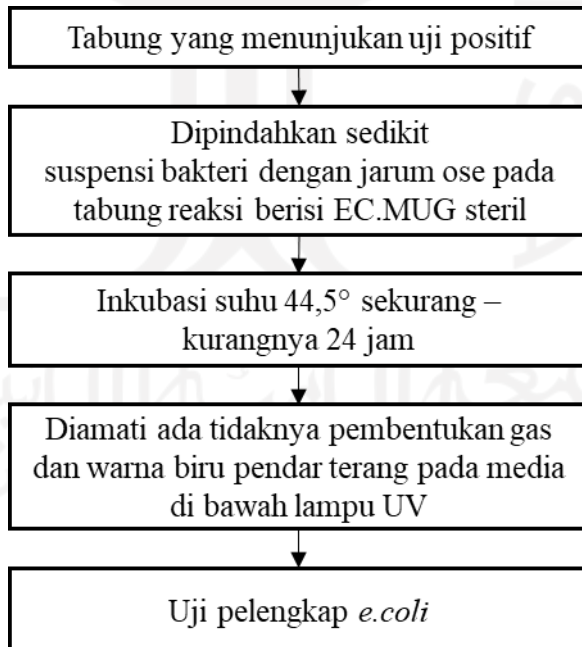 Tabung yang menunjukan uji positif
Dipindahkan sedikit
suspensi bakteri dengan jarum ose pada
tabung reaksi berisi EC.MUG steril
Inkubasi suhu 44,5° sekurang –
kurangnya 24 jam
Diamati ada tidaknya pembentukan gas
dan warna biru pendar terang pada media
di bawah lampu UV
Uji pelengkap e.coli